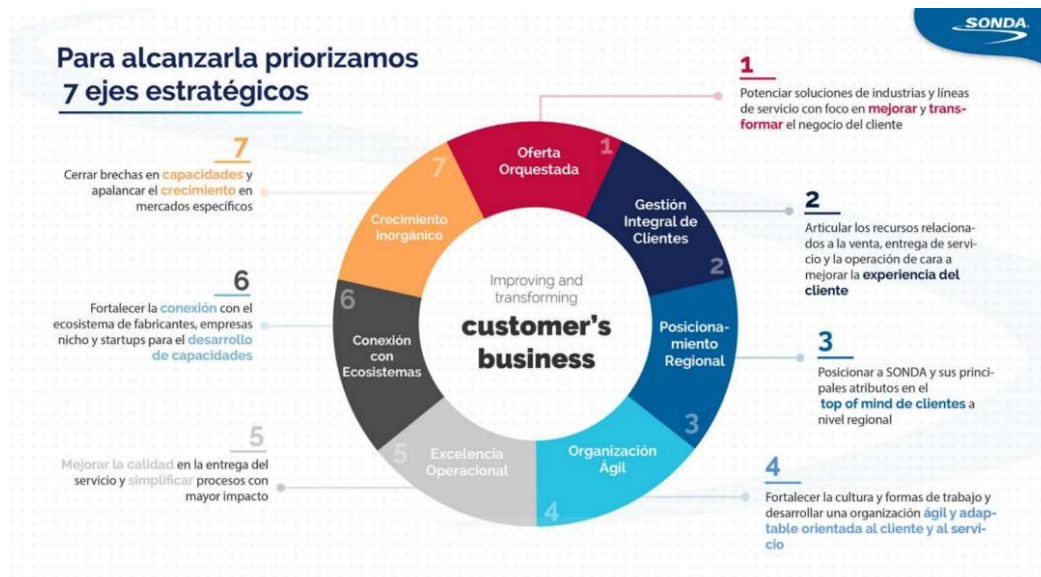 SONDA
Para alcanzarla priorizamos
7 ejes estratégicos
1
Potenciar soluciones de industrias y líneas
de servicio con foco en mejorar y trans-
formar el negocio del cliente
2
Articular los recursos relaciona-
dos a la venta, entrega de servi-
cio y la operación de cara a
mejorar la experiencia del
cliente
3
Posicionar a SONDA y sus princi-
pales atributos en el
top of mind de clientes a
nivel regional
4
Fortalecer la cultura y formas de trabajo y
desarrollar una organización ágil y adap-
table orientada al cliente y al servi-
cio
5
Mejorar la calidad en la entrega del
servicio y simplificar procesos con
mayor impacto
6
Fortalecer la conexión con el
ecosistema de fabricantes, empresas
nicho y startups para el desarrollo
de capacidades
7
Cerrar brechas en capacidades y
apalancar el crecimiento en
mercados específicos
Oferta
Orquestada
1
Gestión
Integral de
Clientes
2
Posiciona-
miento
Regional
3
Organización
Ágil
4
Excelencia
Operacional
5
Conexión
con
Ecosistemas
6
Crecimiento
Inorgánico
7
Improving and
transforming
customer's
business